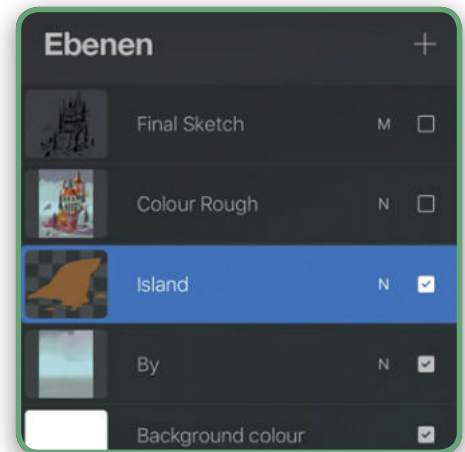 Ebenen +
Final Sketch M
Colour Rough N
Island N
By N
Background colour